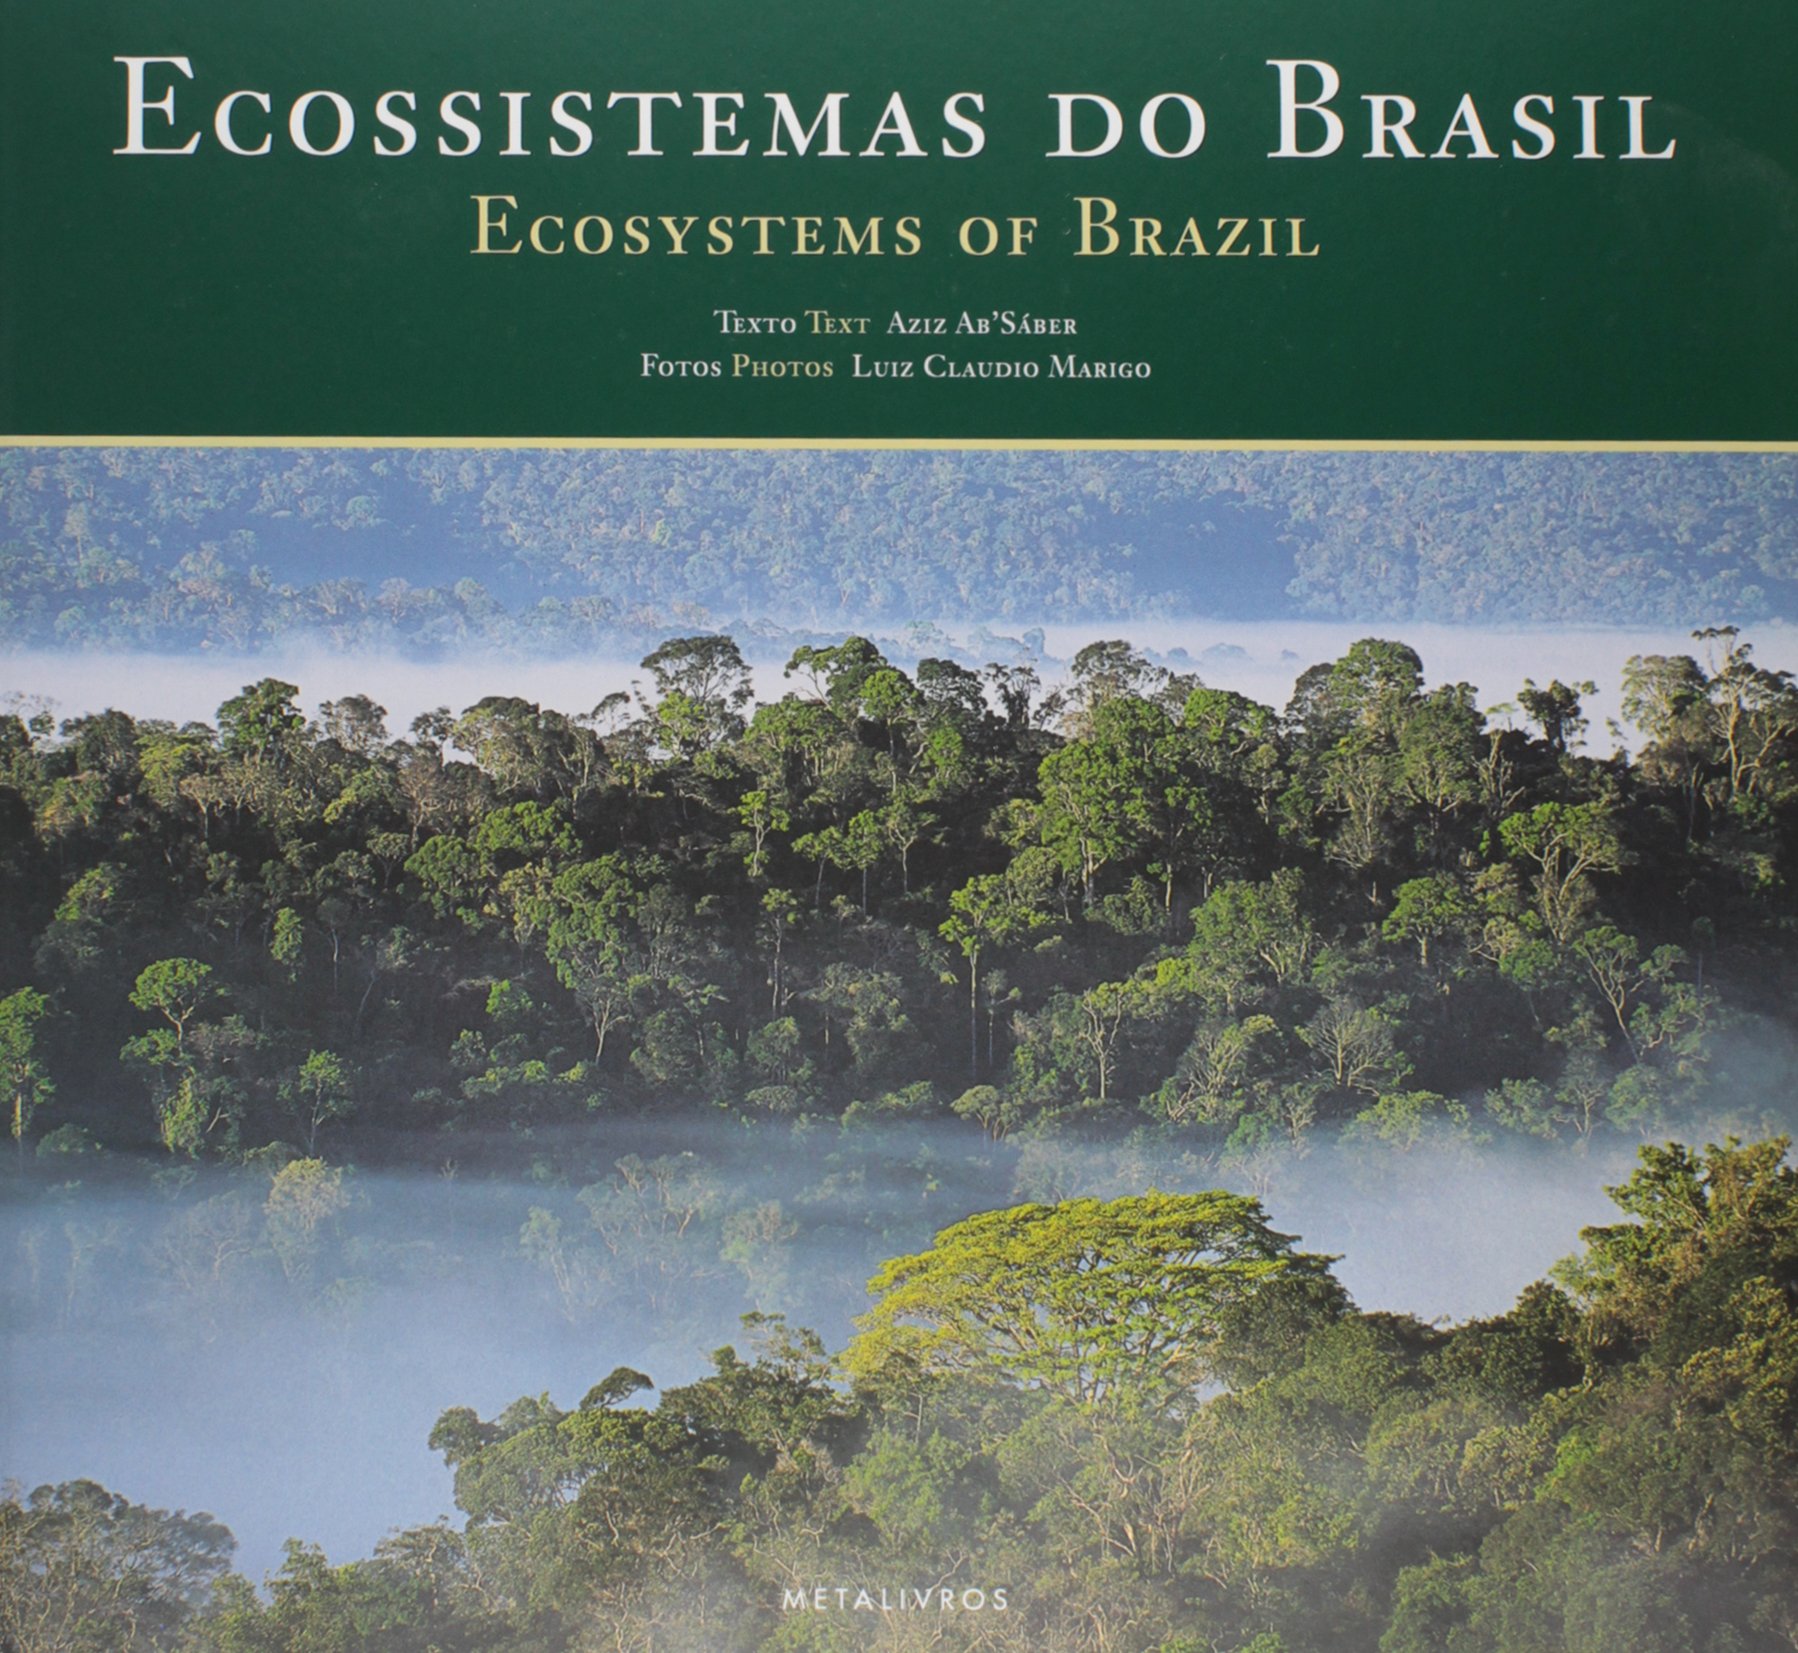 Ecossistemas do Brasil
Ecosystems of Brazil
Texto Text Aziz Ab’Sáber
Fotos Photos Luiz Claudio Marigo
METALIVROS